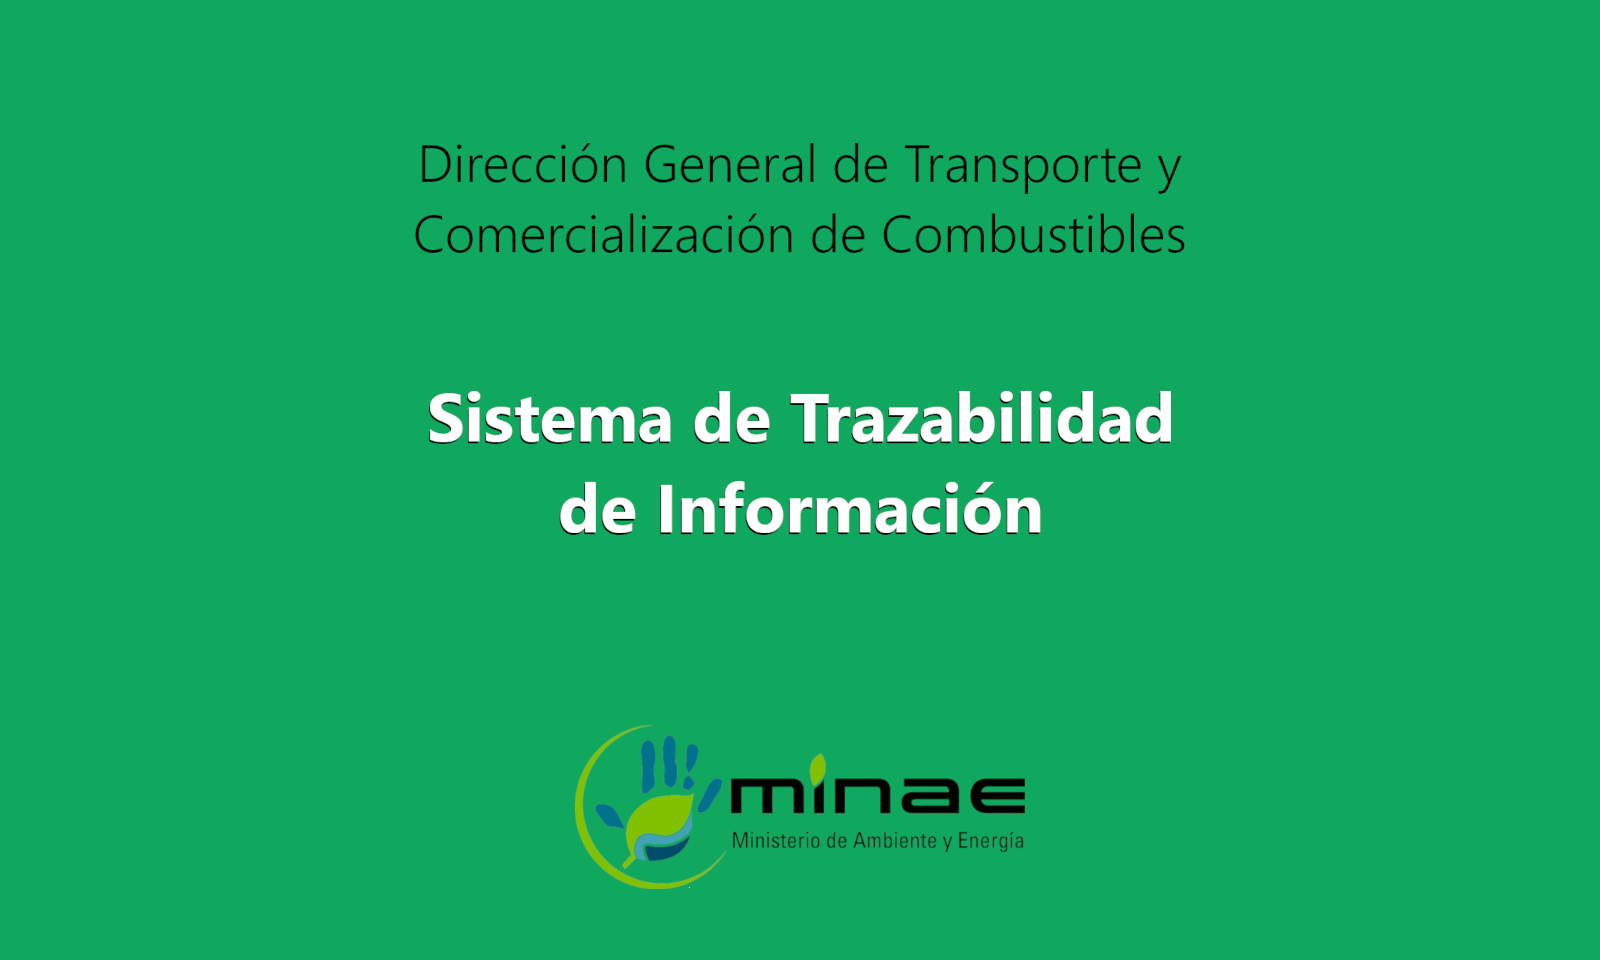 Dirección General de Transporte y
Comercialización de Combustibles
Sistema de Trazabilidad
de Información
minae
Ministerio de Ambiente y Energía